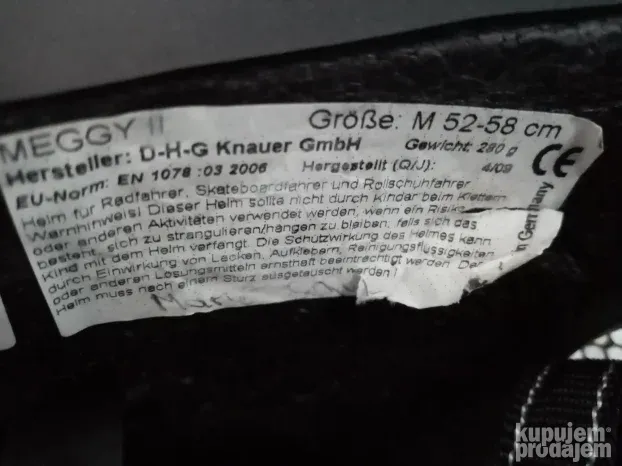 MEGGY II
Größe: M 52-58 cm
Hersteller: D-H-G Knauer GmbH
Gewicht: 280 g
EU-Norm: EN 1078 :03 2006
Hergestellt (Q/J): 4/09
CE
Helm für Radfahrer, Skateboardfahrer und Rollschuhfahrer
Warnhinweis! Dieser Helm sollte nicht durch Kinder beim Klettern
oder anderen Aktivitäten verwendet werden, wenn ein Risiko
besteht, sich zu strangulieren/hängen zu bleiben, falls sich das
Kind mit dem Helm verfängt. Die Schutzwirkung des Helmes kann
durch Einwirkung von Lacken, Aufklebern, Reinigungsflüssigkeiten
oder anderen Lösungsmitteln ernsthaft beeinträchtigt werden! Der
Helm muss nach einem Sturz ausgetauscht werden!
in Germany
kupujem
prodajem